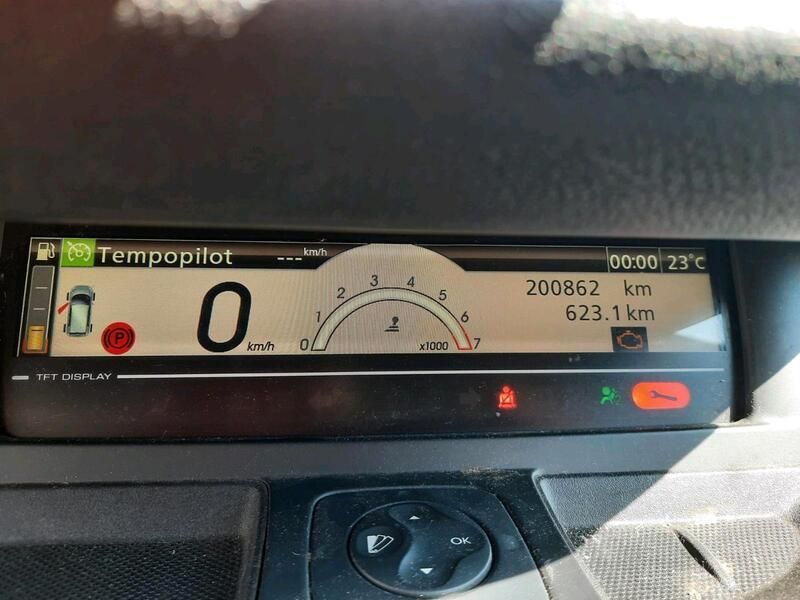 Tempopilot --- km/h 00:00 23°C
0 km/h
0 1 2 3 4 5 6 7
x1000
200862 km
623.1 km
P
TFT DISPLAY
OK